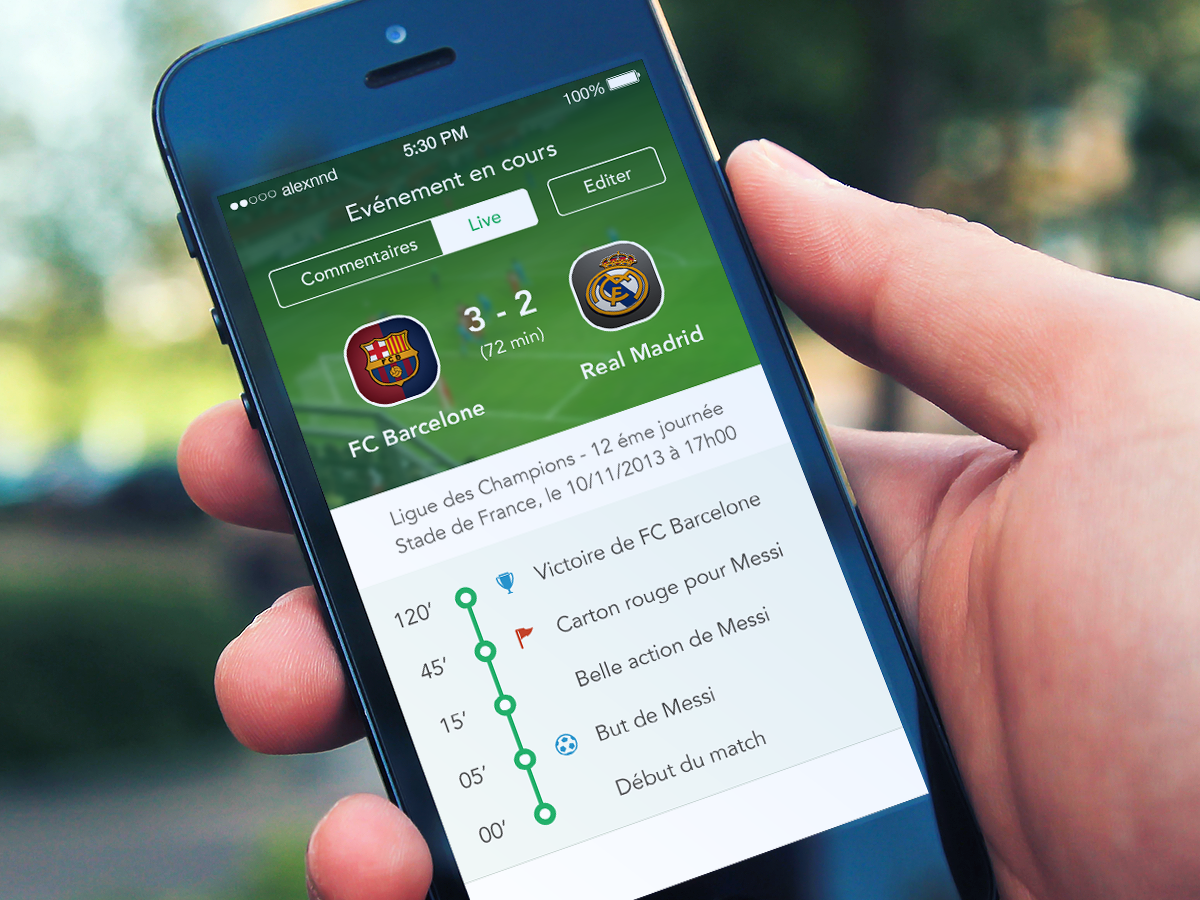 ●●○○○ alexnnd 5:30 PM 100%
Evénement en cours
Commentaires Live Editer
3 - 2
(72 min)
FCB
FC Barcelone Real Madrid
Ligue des Champions - 12 éme journée
Stade de France, le 10/11/2013 à 17h00
120’ Victoire de FC Barcelone
45’ Carton rouge pour Messi
15’ Belle action de Messi
05’ But de Messi
00’ Début du match